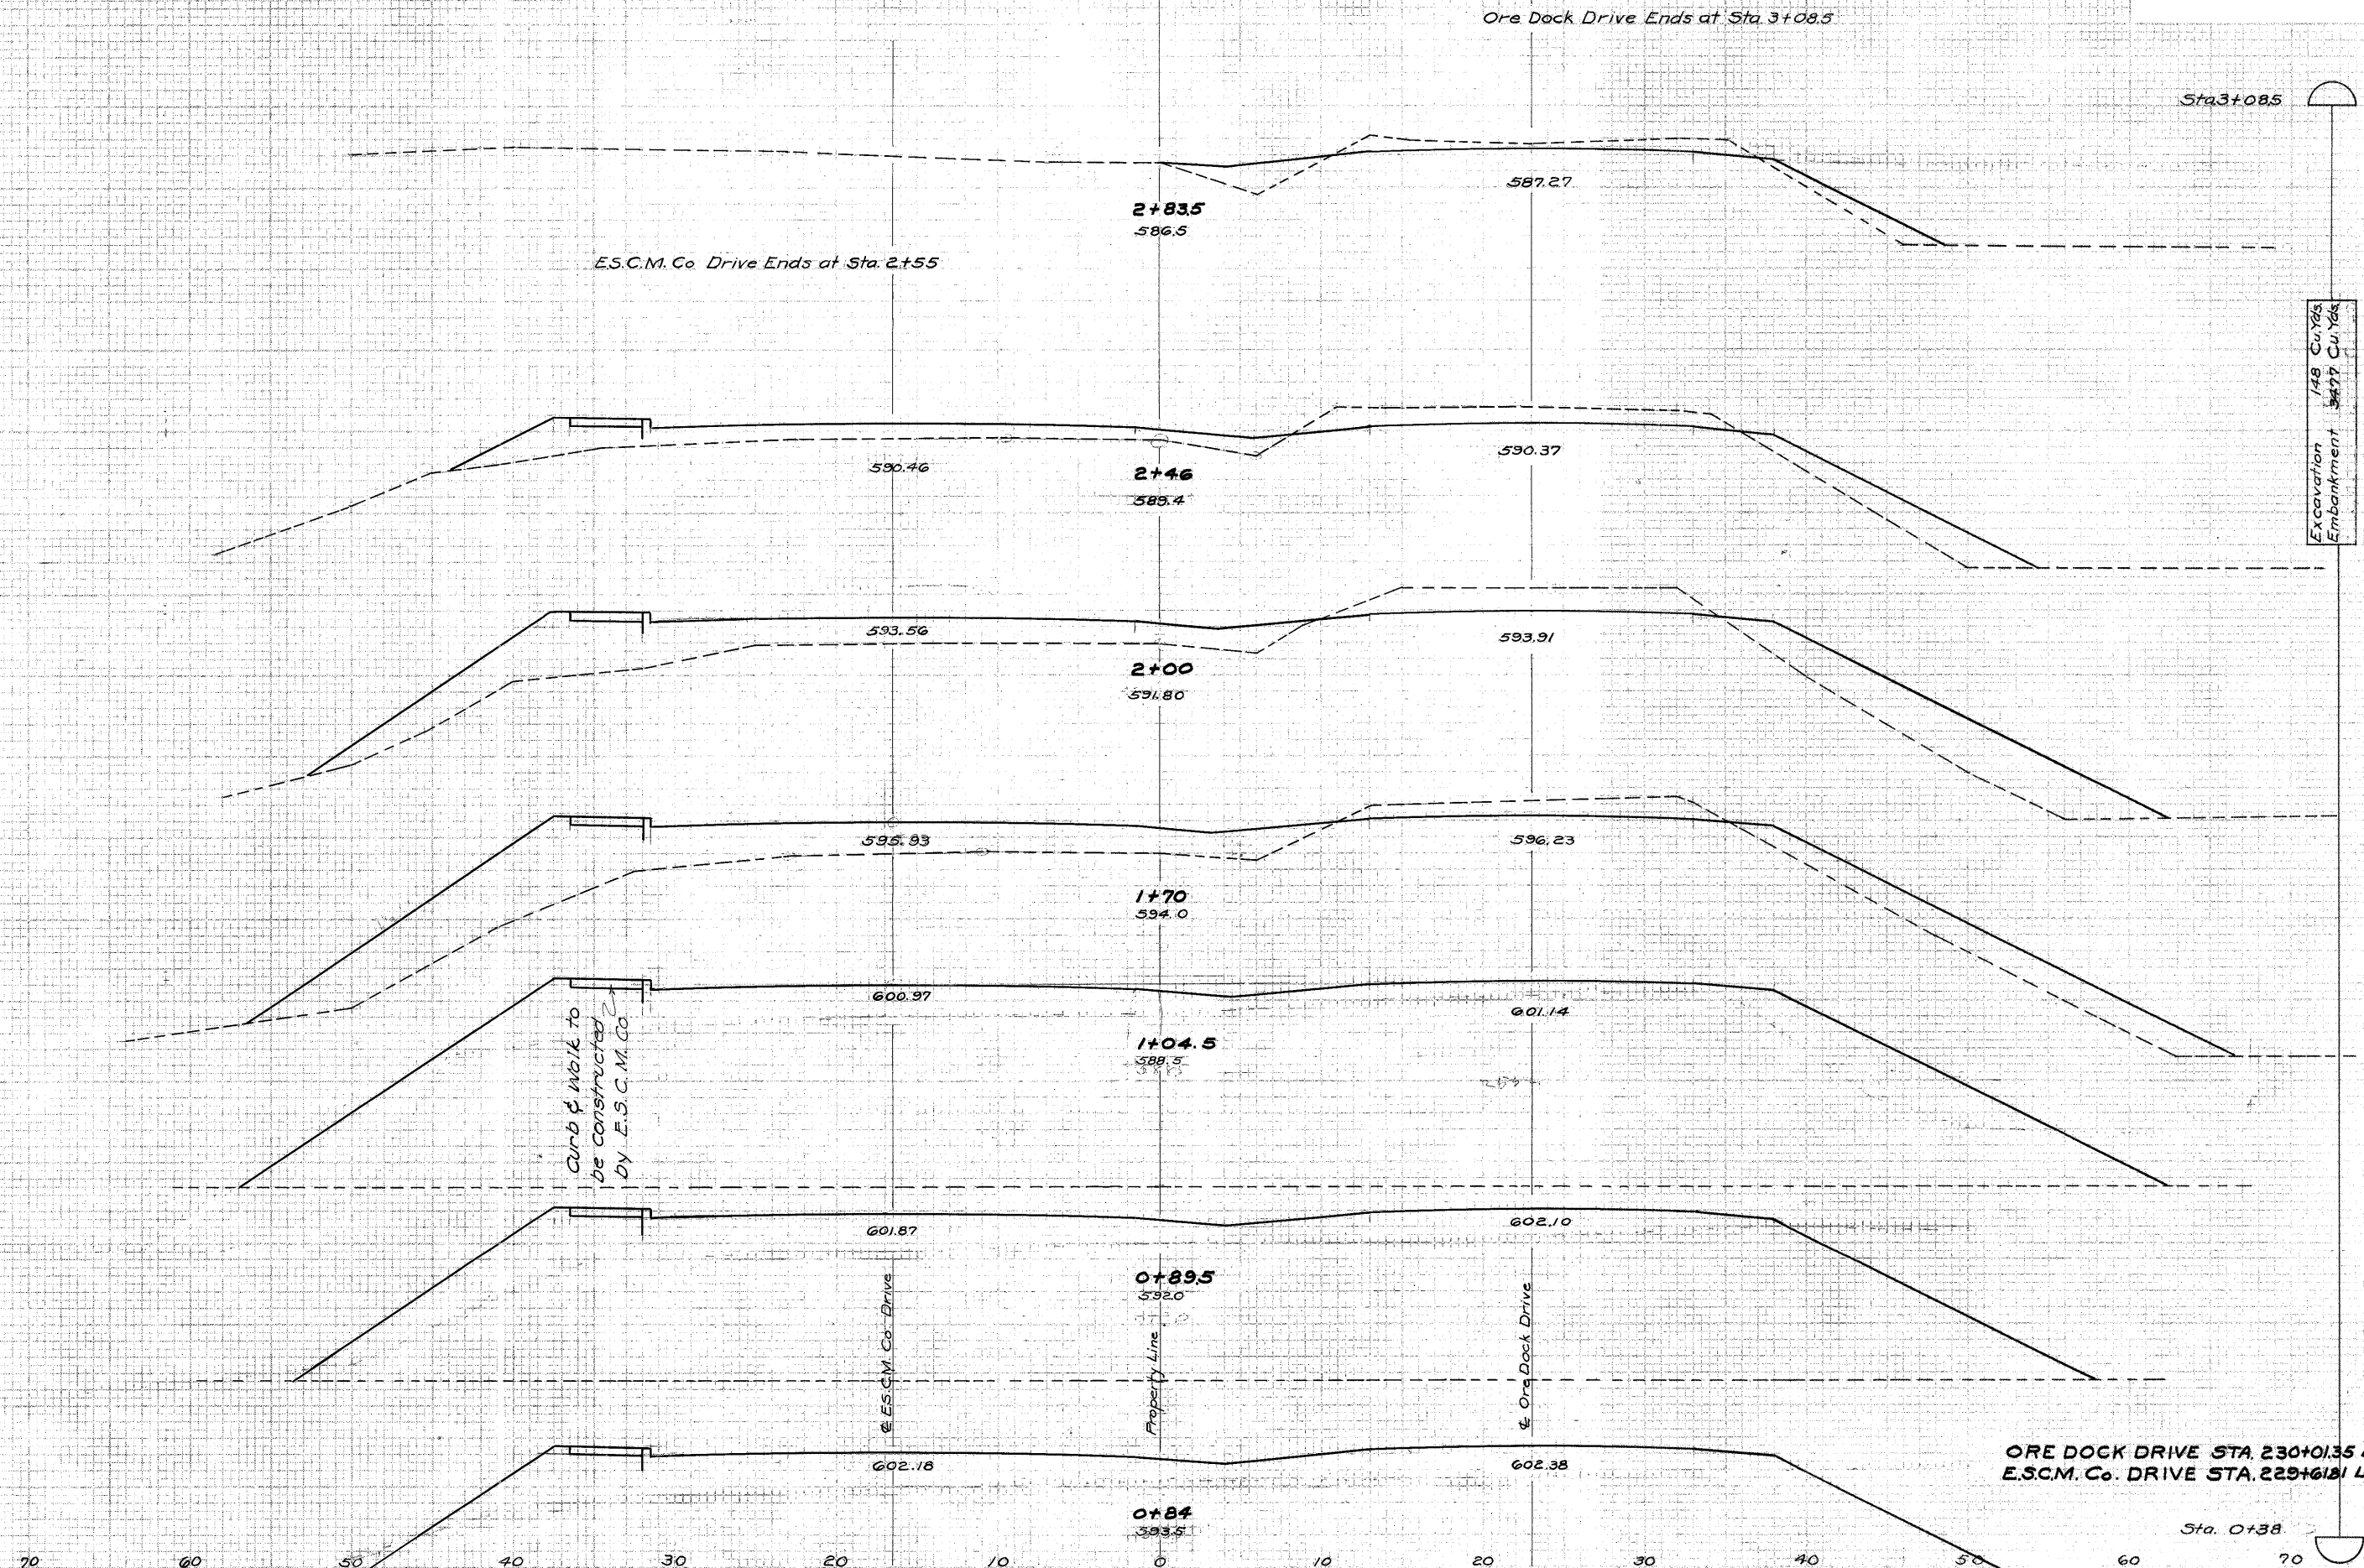 Ore Dock Drive Ends at Sta. 3+08.5
Sta 3+08.5
587.27
2+83.5
586.5
E.S.C.M. Co Drive Ends at Sta. 2+55
Excavation 148 Cu. Yds.
Embankment 3477 Cu. Yds.
590.46
2+46
589.4
590.37
593.56
2+00
591.80
593.91
595.93
1+70
594.0
596.23
600.97
1+04.5
588.5
601.14
Curb & Walk to
be constructed
by E.S.C.M. Co
601.87
0+89.5
592.0
602.10
℄ E.S.C.M. Co. Drive
Property Line
℄ Ore Dock Drive
602.18
0+84
593.5
602.38
ORE DOCK DRIVE STA. 230+01.35
E.S.C.M. Co. DRIVE STA. 229+61.81 L
Sta. 0+38
70 60 50 40 30 20 10 0 10 20 30 40 50 60 70